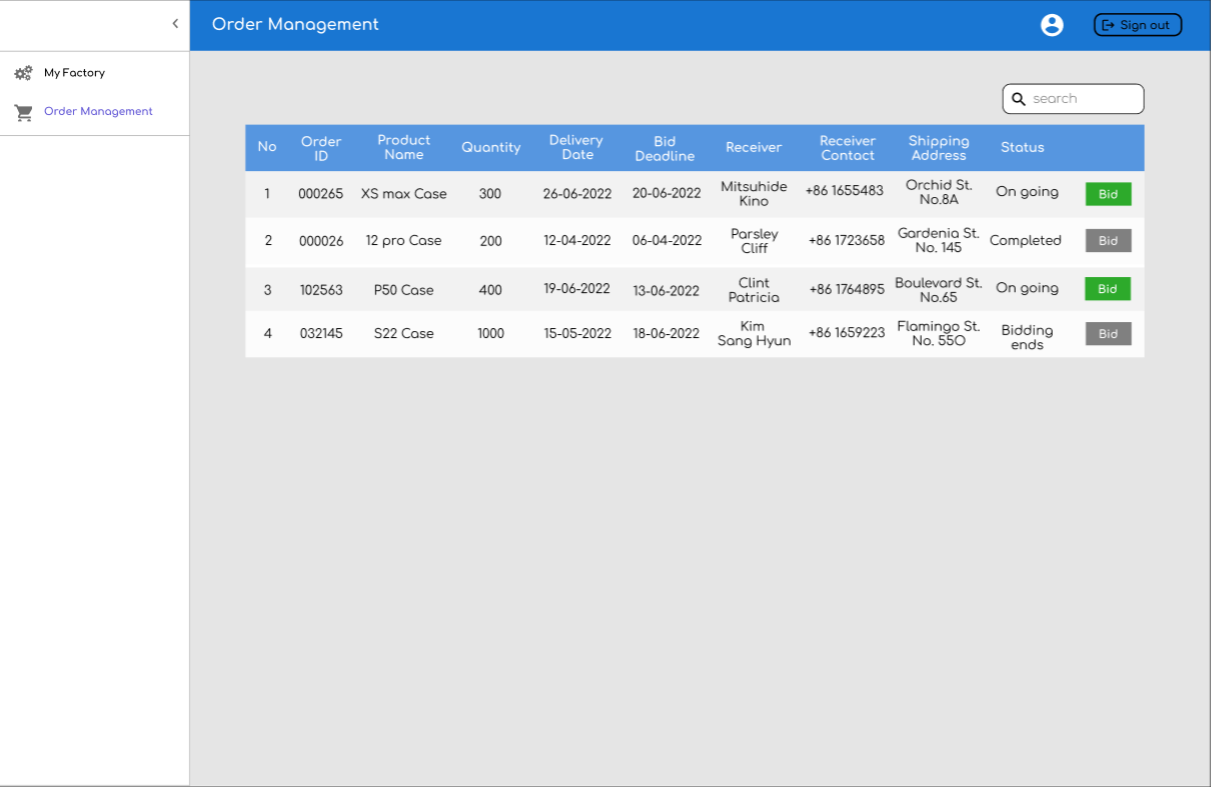 Order Management
Sign out
My Factory
Order Management
search
No Order ID Product Name Quantity Delivery Date Bid Deadline Receiver Receiver Contact Shipping Address Status
1 000265 XS max Case 300 26-06-2022 20-06-2022 Mitsuhide Kino +86 1655483 Orchid St. No.8A On going Bid
2 000026 12 pro Case 200 12-04-2022 06-04-2022 Parsley Cliff +86 1723658 Gardenia St. No. 145 Completed Bid
3 102563 P50 Case 400 19-06-2022 13-06-2022 Clint Patricia +86 1764895 Boulevard St. No.65 On going Bid
4 032145 S22 Case 1000 15-05-2022 18-06-2022 Kim Sang Hyun +86 1659223 Flamingo St. No. 55O Bidding ends Bid